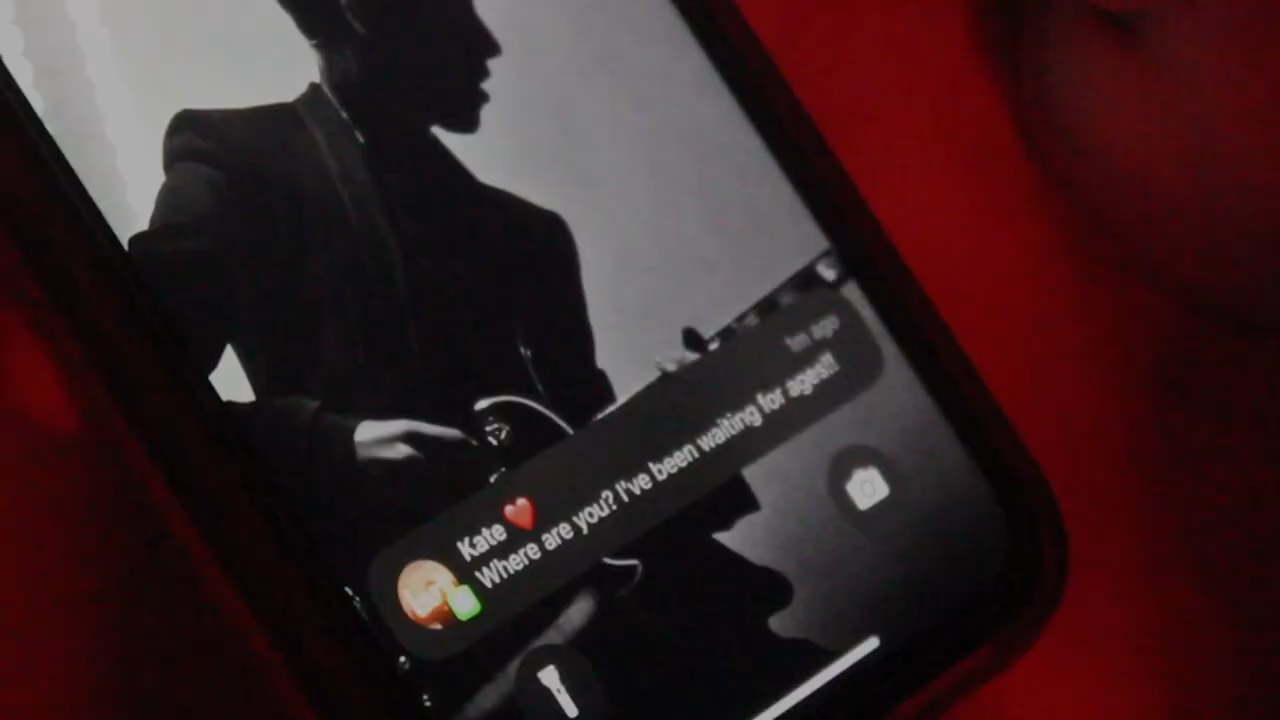 Kate ❤️
1m ago
Where are you? I've been waiting for ages!!